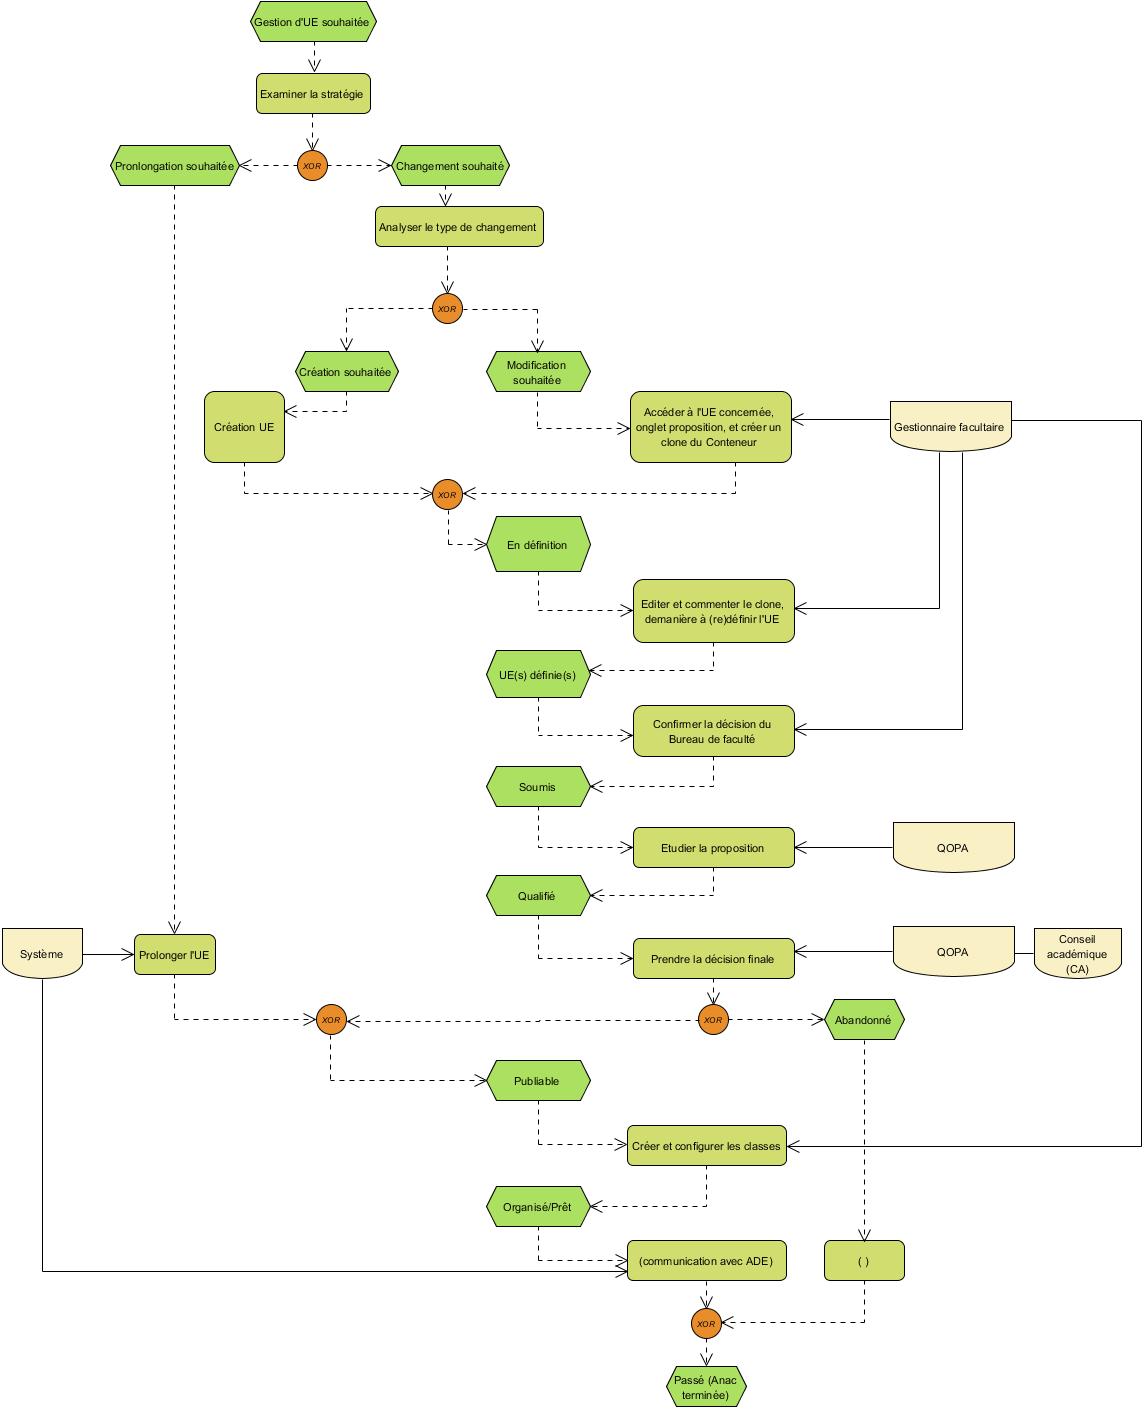 Gestion d'UE souhaitée
Examiner la stratégie
Pronlongation souhaitée
XOR
Changement souhaité
Analyser le type de changement
XOR
Création souhaitée
Modification
souhaitée
Création UE
Accéder à l'UE concernée,
onglet proposition, et créer un
clone du Conteneur
Gestionnaire facultaire
XOR
En définition
Editer et commenter le clone,
demanière à (re)définir l'UE
UE(s) définie(s)
Confirmer la décision du
Bureau de faculté
Soumis
Etudier la proposition
QOPA
Qualifié
Système
Prolonger l'UE
Prendre la décision finale
QOPA
Conseil
académique
(CA)
XOR
XOR
Abandonné
Publiable
Créer et configurer les classes
Organisé/Prêt
(communication avec ADE)
( )
XOR
Passé (Anac
terminée)